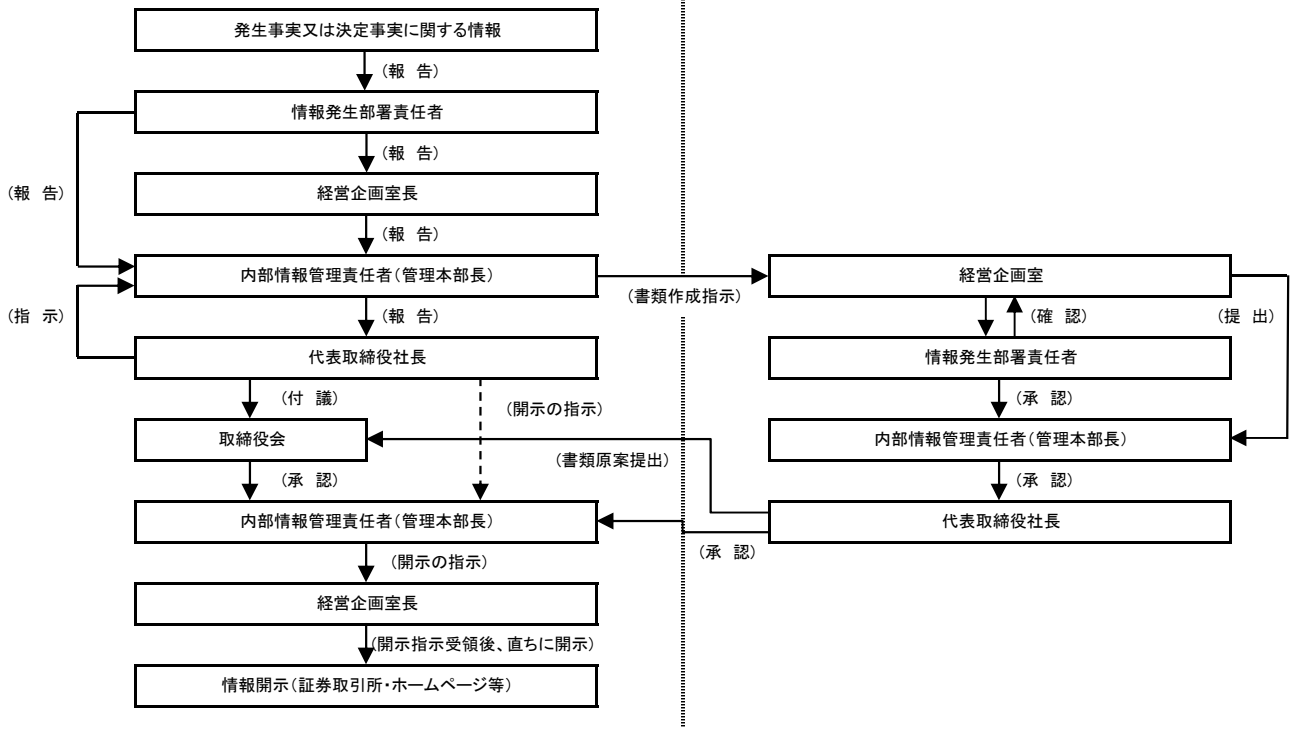 発生事実又は決定事実に関する情報
(報 告)
情報発生部署責任者
(報 告)
(報 告)
経営企画室長
(報 告)
内部情報管理責任者(管理本部長)
(書類作成指示)
(指 示)
(報 告)
代表取締役社長
(付 議)
(開示の指示)
取締役会
(書類原案提出)
(承 認)
内部情報管理責任者(管理本部長)
(承 認)
(開示の指示)
経営企画室長
(開示指示受領後、直ちに開示)
情報開示(証券取引所・ホームページ等)
経営企画室
(確 認)
(提 出)
情報発生部署責任者
(承 認)
内部情報管理責任者(管理本部長)
(承 認)
代表取締役社長